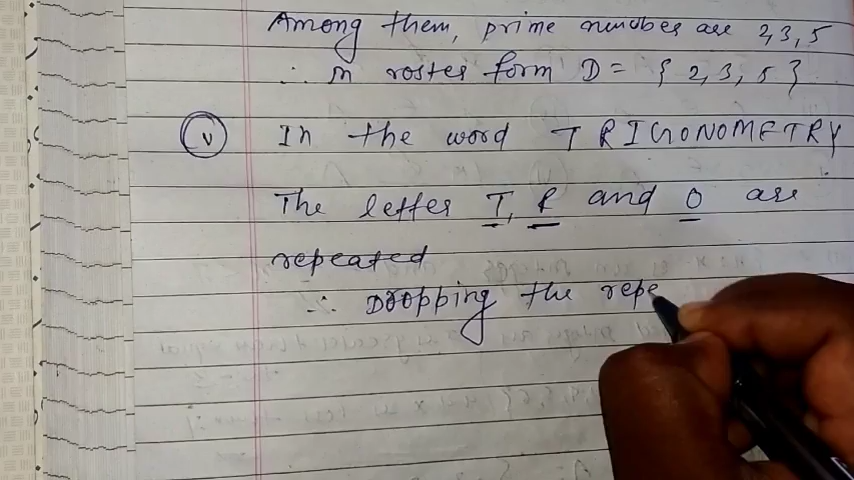 Among them, prime numbers are 2,3,5
∴ In roster form D = { 2, 3, 5 }
(v) In the word TRIGONOMETRY
The letter T, R and O are
repeated
∴ Dropping the repe